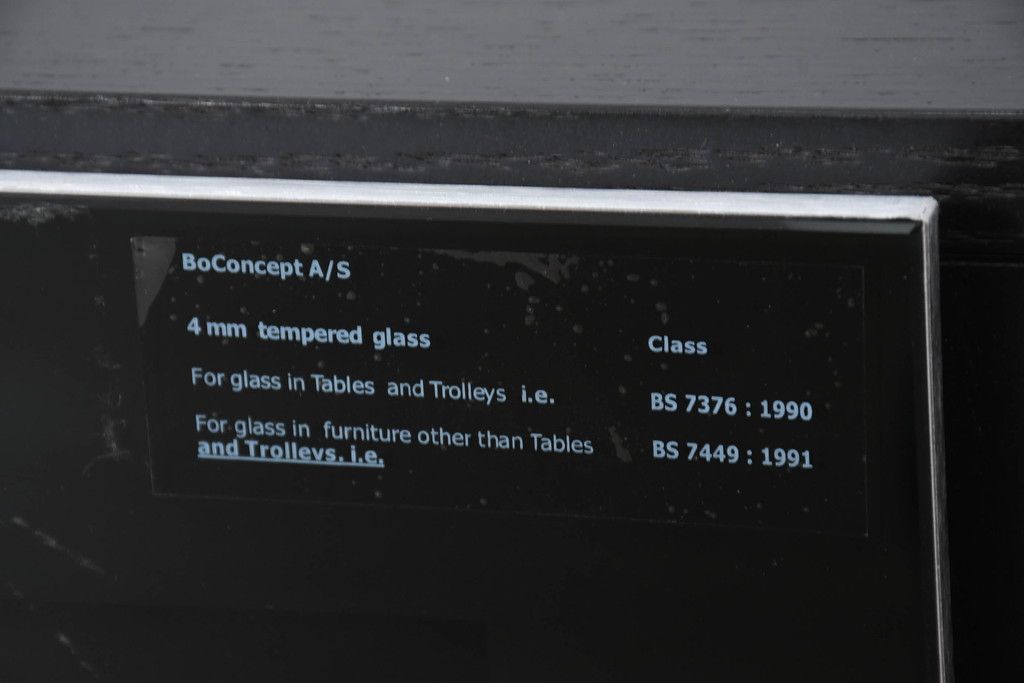 BoConcept A/S
4 mm tempered glass Class
For glass in Tables and Trolleys i.e. BS 7376 : 1990
For glass in furniture other than Tables BS 7449 : 1991
and Trolleys. i.e.